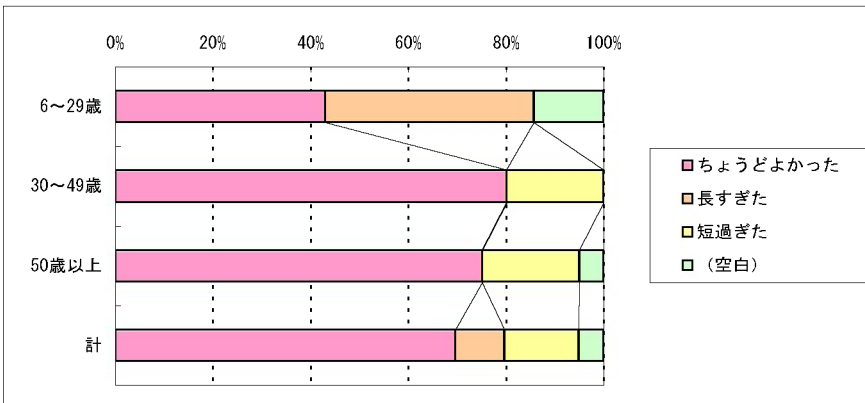 0% 20% 40% 60% 80% 100%
6～29歳
30～49歳
50歳以上
計
ちょうどよかった
長すぎた
短過ぎた
（空白）